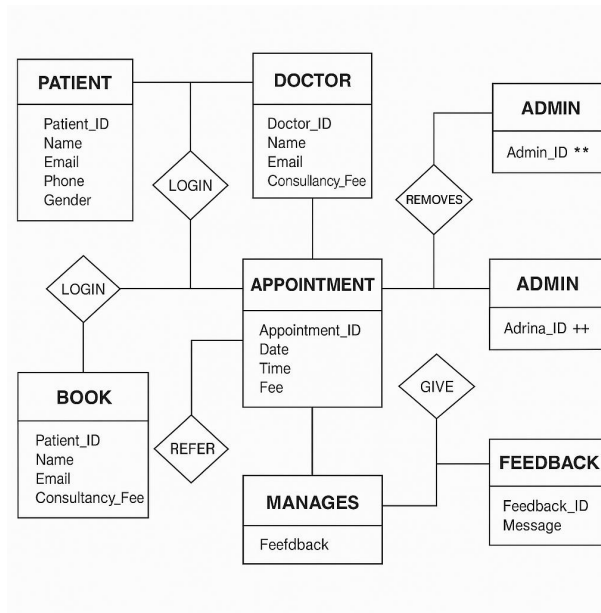 PATIENT
Patient_ID
Name
Email
Phone
Gender
DOCTOR
Doctor_ID
Name
Email
Consullancy_Fee
ADMIN
Admin_ID **
LOGIN
REMOVES
LOGIN
APPOINTMENT
Appointment_ID
Date
Time
Fee
ADMIN
Adrina_ID ++
BOOK
Patient_ID
Name
Email
Consultancy_Fee
REFER
GIVE
MANAGES
Feefdback
FEEDBACK
Feedback_ID
Message